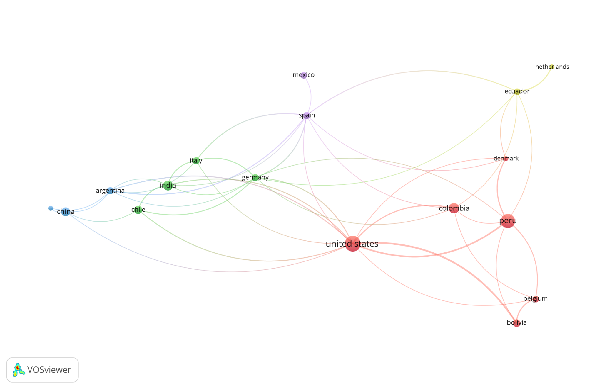 netherlands
mexico
ecuador
spain
denmark
italy
germany
india
argentina
chile
china
colombia
peru
united states
belgium
bolivia
VOSviewer